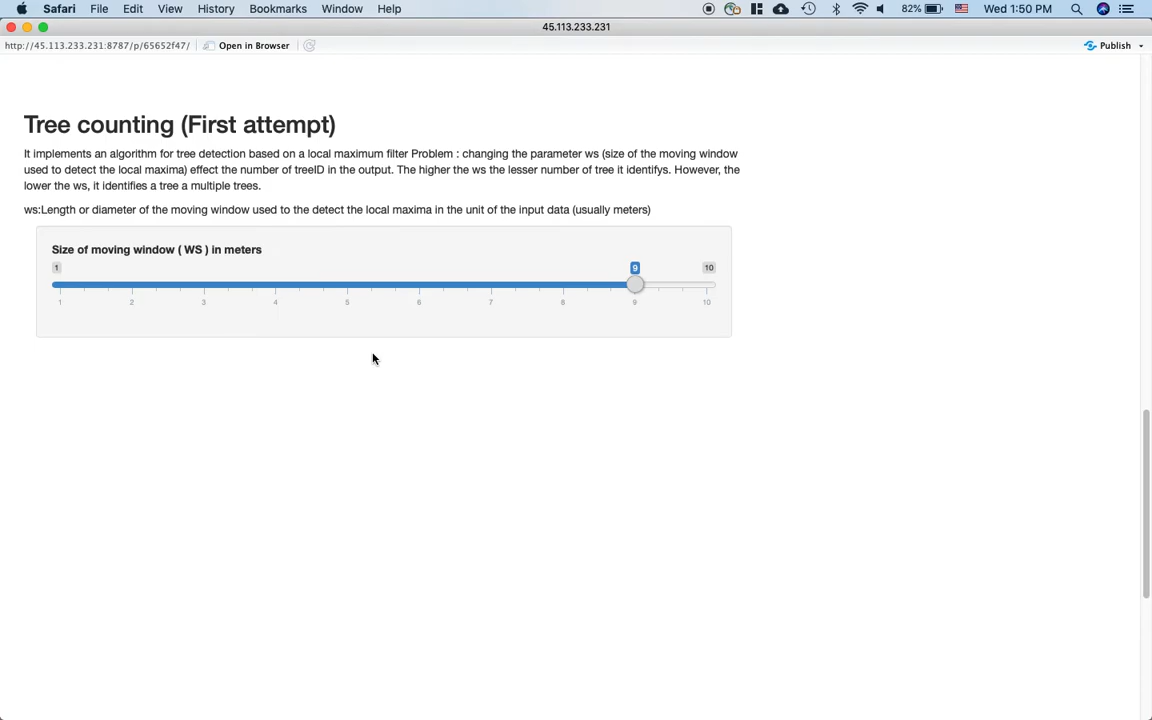 Safari File Edit View History Bookmarks Window Help 82% Wed 1:50 PM
45.113.233.231
http://45.113.233.231:8787/p/65652f47/ Open in Browser Publish
Tree counting (First attempt)
It implements an algorithm for tree detection based on a local maximum filter Problem : changing the parameter ws (size of the moving window
used to detect the local maxima) effect the number of treeID in the output. The higher the ws the lesser number of tree it identifys. However, the
lower the ws, it identifies a tree a multiple trees.
ws:Length or diameter of the moving window used to the detect the local maxima in the unit of the input data (usually meters)
Size of moving window ( WS ) in meters
1 9 10
1 2 3 4 5 6 7 8 9 10